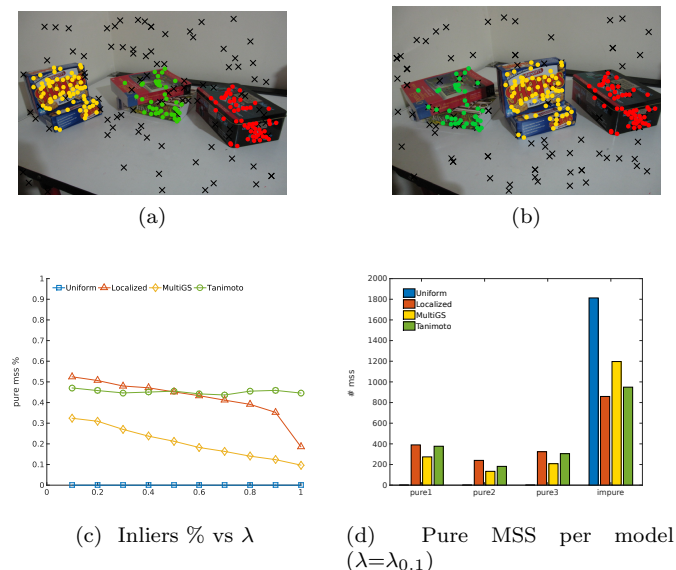 (a)
(b)
1
0.9
0.8
0.7
0.6
0.5
0.4
0.3
0.2
0.1
0
pure mss %
Uniform Localized MultiGS Tanimoto
0 0.2 0.4 0.6 0.8 1
2000
1800
1600
1400
1200
1000
800
600
400
200
0
# mss
Uniform
Localized
MultiGS
Tanimoto
pure1 pure2 pure3 impure
(c) Inliers % vs λ
(d) Pure MSS per model
(λ=λ0.1)